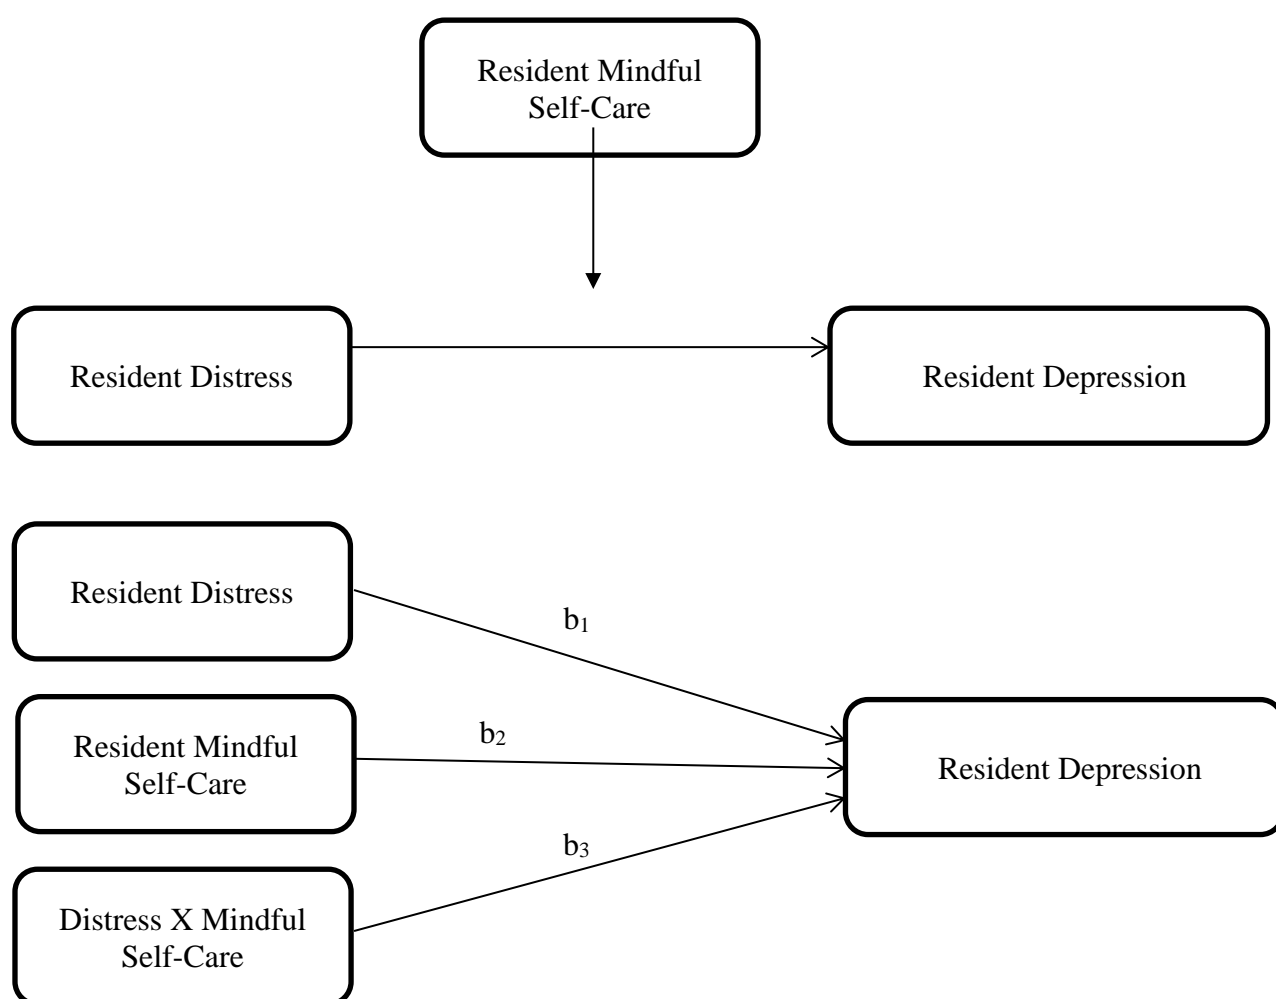 Resident Mindful
Self-Care
Resident Distress
Resident Depression
Resident Distress
b₁
Resident Mindful
Self-Care
b₂
Resident Depression
b₃
Distress X Mindful
Self-Care